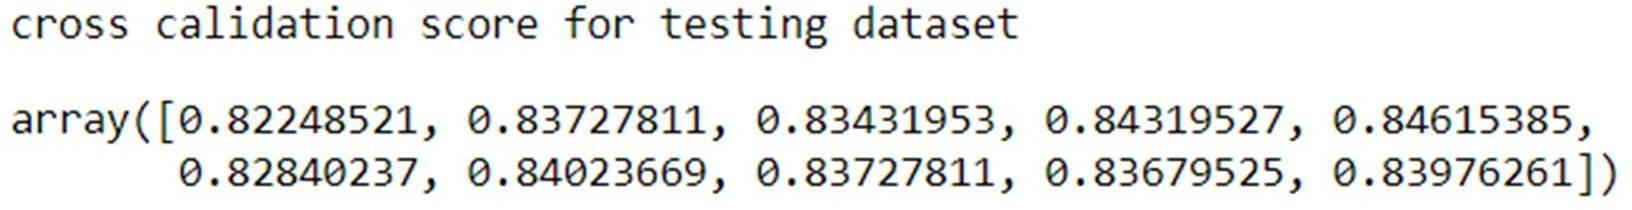 cross calidation score for testing dataset
array([0.82248521, 0.83727811, 0.83431953, 0.84319527, 0.84615385,
0.82840237, 0.84023669, 0.83727811, 0.83679525, 0.83976261])